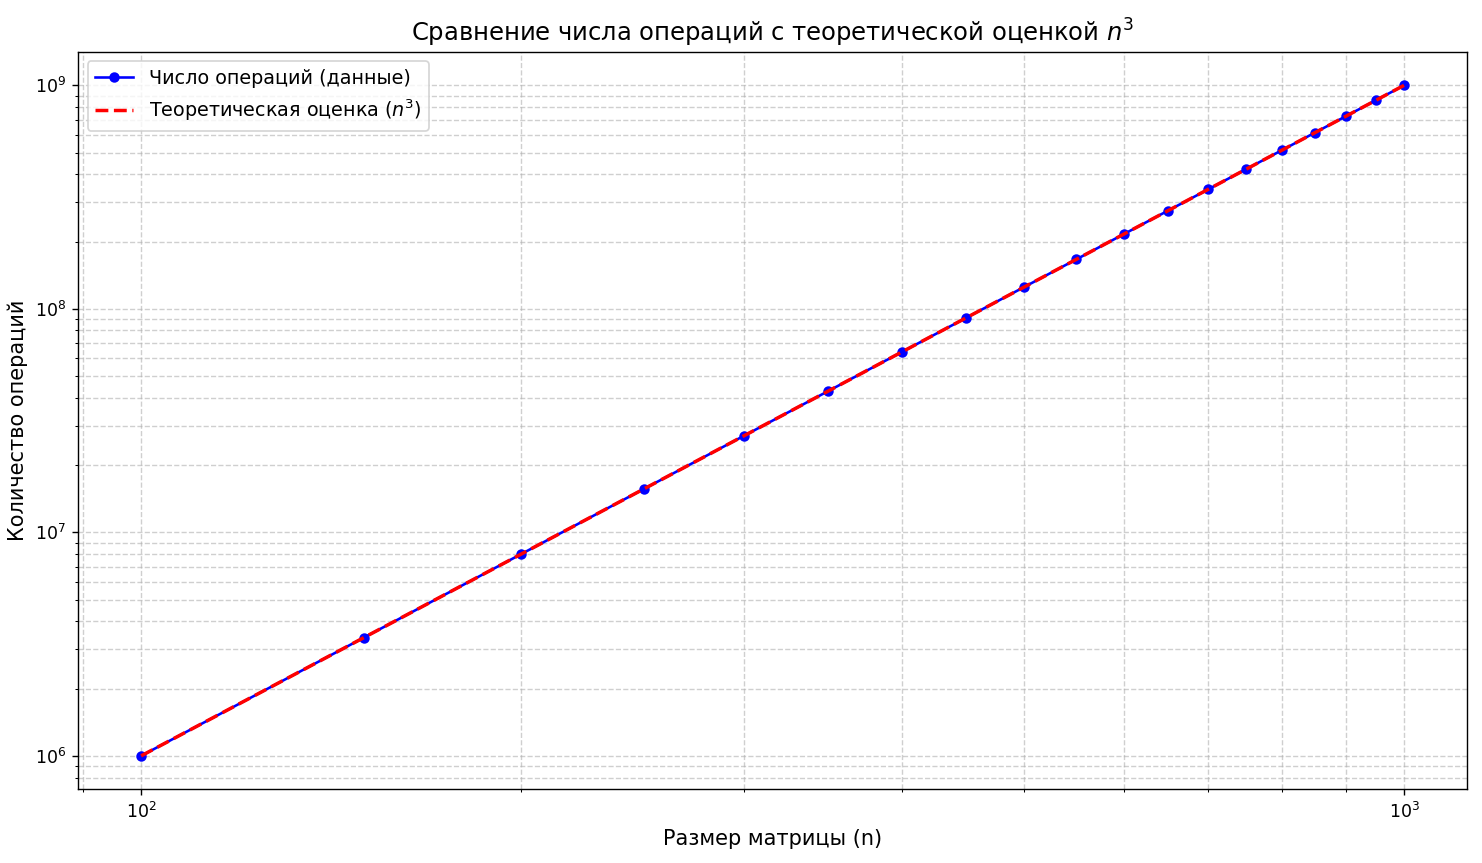 Сравнение числа операций с теоретической оценкой n³
Число операций (данные)
Теоретическая оценка (n³)
Количество операций
10⁹
10⁸
10⁷
10⁶
10²
10³
Размер матрицы (n)